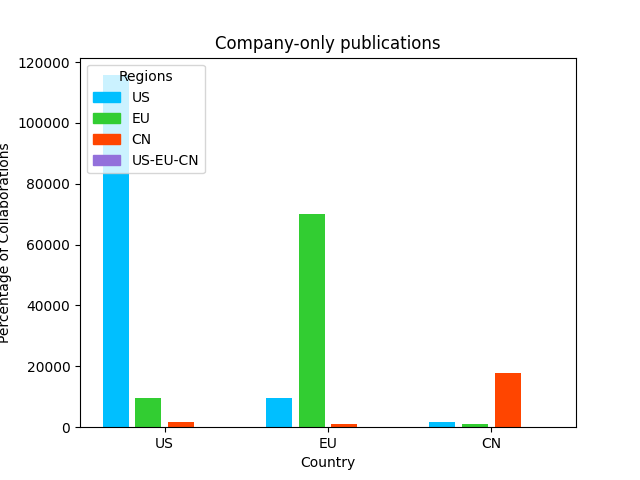 Company-only publications
120000
100000
80000
60000
40000
20000
0
Percentage of Collaborations
Regions
US
EU
CN
US-EU-CN
US
EU
CN
Country